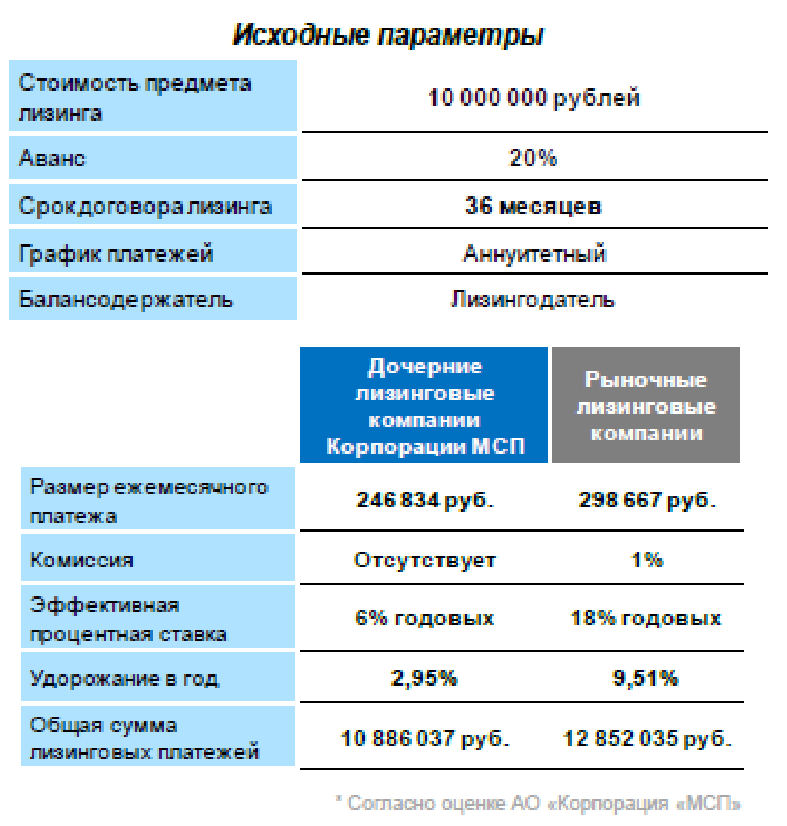 Исходные параметры
Стоимость предмета
лизинга
10 000 000 рублей
Аванс
20%
Срок договора лизинга
36 месяцев
График платежей
Аннуитетный
Балансодержатель
Лизингодатель
Дочерние
лизинговые
компании
Корпорации МСП
Рыночные
лизинговые
компании
Размер ежемесячного
платежа
246 834 руб.
298 667 руб.
Комиссия
Отсутствует
1%
Эффективная
процентная ставка
6% годовых
18% годовых
Удорожание в год
2,95%
9,51%
Общая сумма
лизинговых платежей
10 886 037 руб.
12 852 035 руб.
* Согласно оценке АО «Корпорация «МСП»